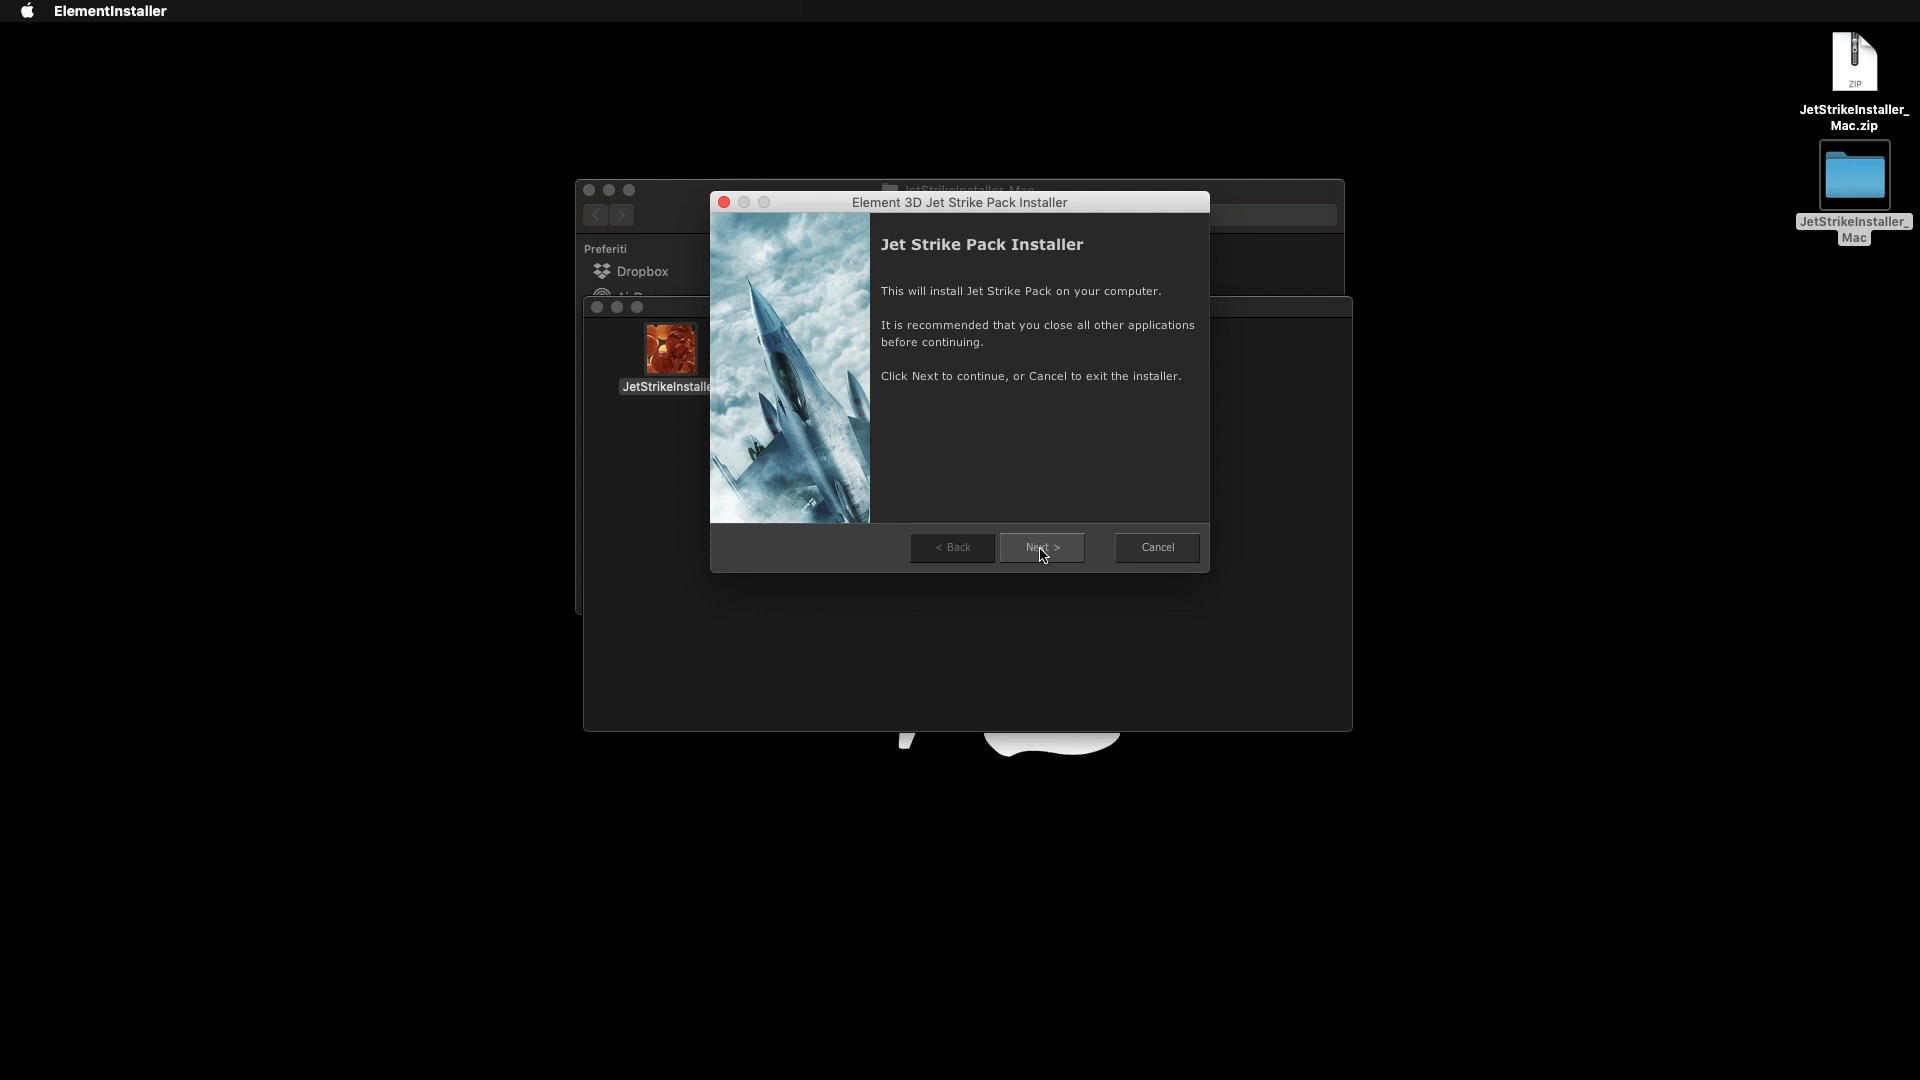 ElementInstaller
ZIP
JetStrikeInstaller_
Mac.zip
JetStrikeInstaller_
Mac
JetStrikeInstaller_Mac
Element 3D Jet Strike Pack Installer
Preferiti
Dropbox
JetStrikeInstalle
Jet Strike Pack Installer
This will install Jet Strike Pack on your computer.
It is recommended that you close all other applications
before continuing.
Click Next to continue, or Cancel to exit the installer.
< Back
Next >
Cancel